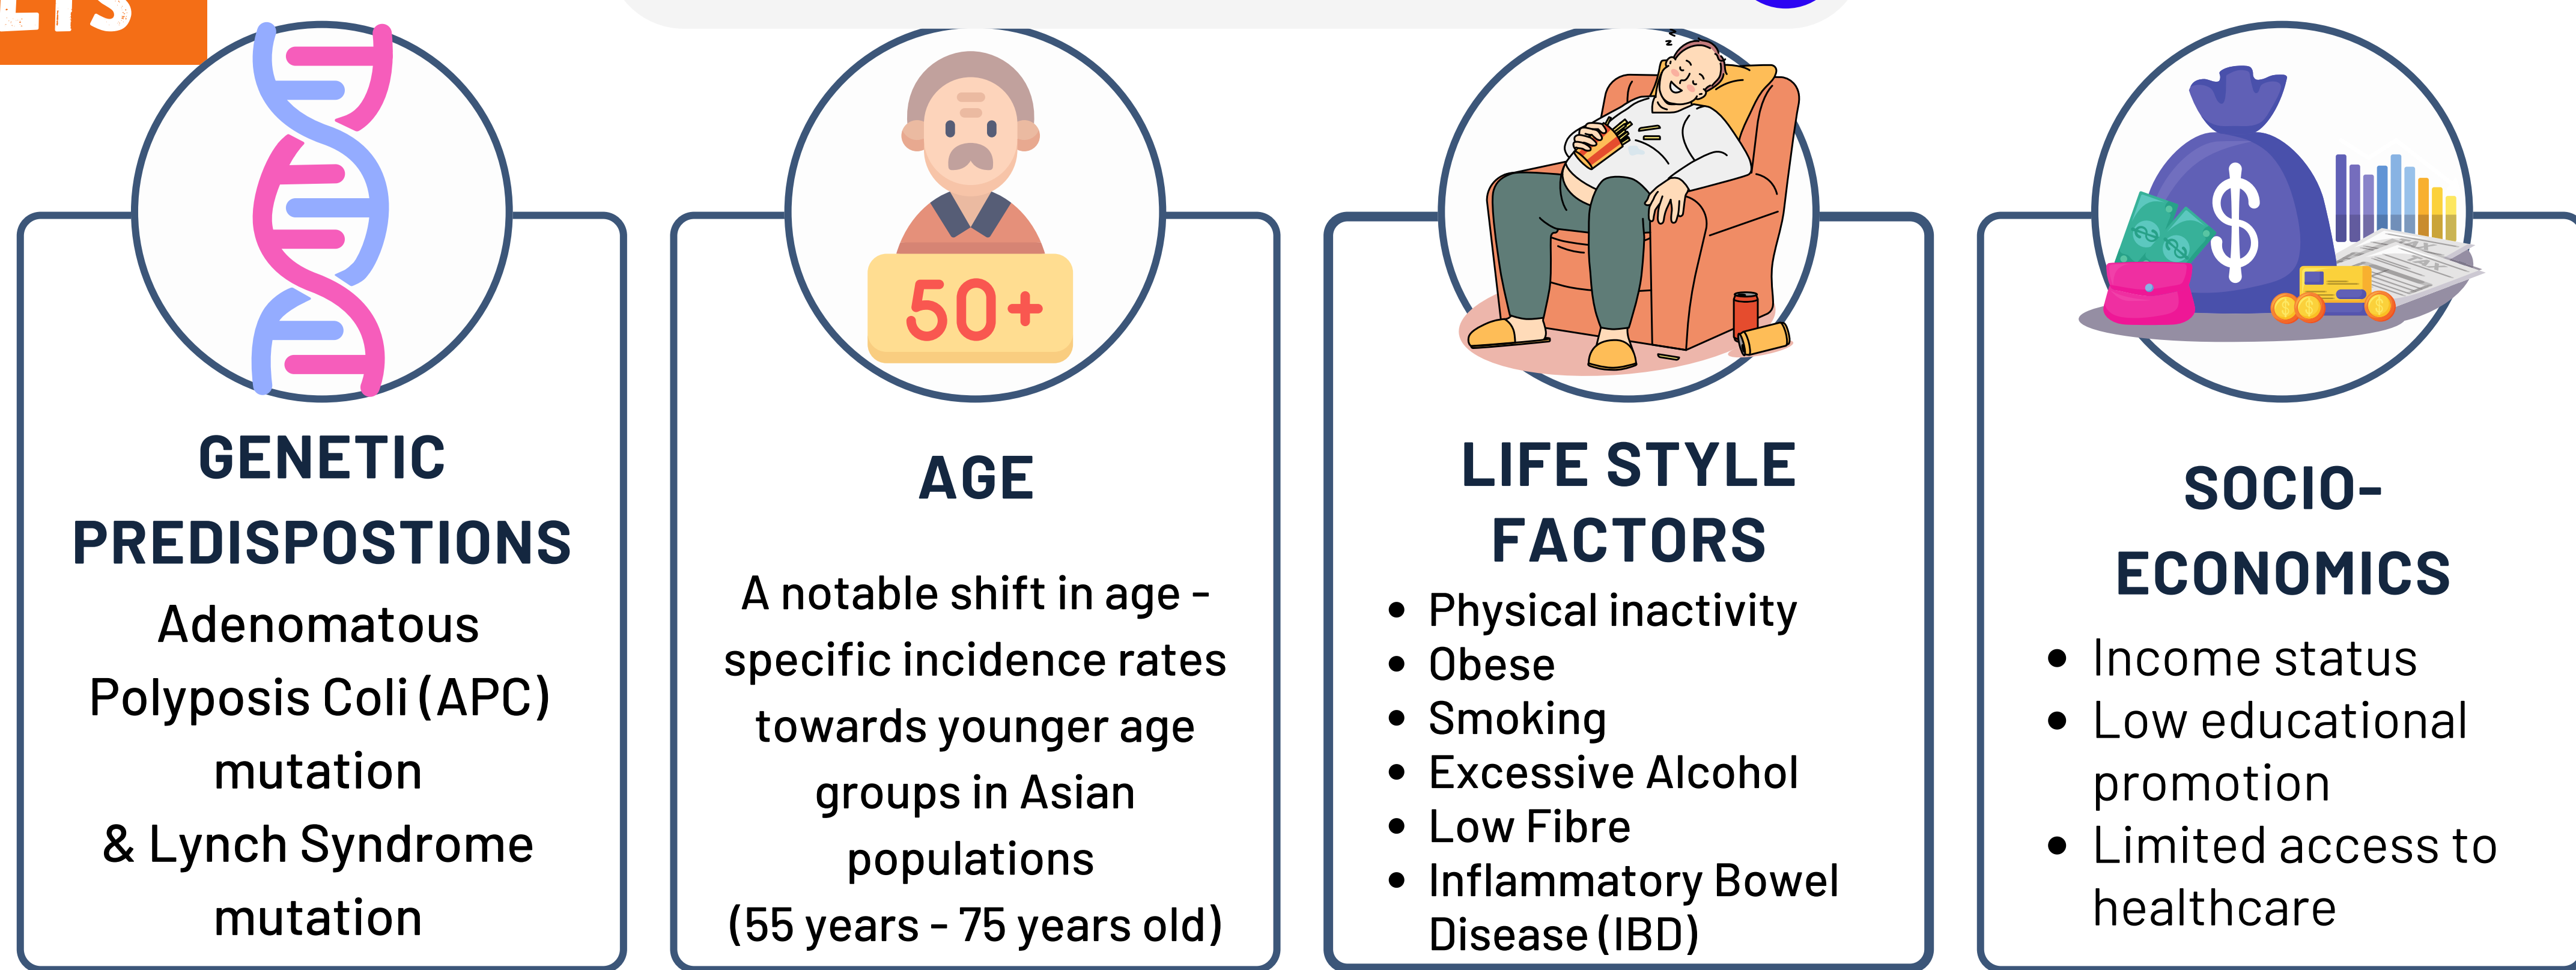 GENETIC
PREDISPOSTIONS
Adenomatous
Polyposis Coli (APC)
mutation
& Lynch Syndrome
mutation
50+
AGE
A notable shift in age -
specific incidence rates
towards younger age
groups in Asian
populations
(55 years - 75 years old)
z
z
LIFE STYLE
FACTORS
• Physical inactivity
• Obese
• Smoking
• Excessive Alcohol
• Low Fibre
• Inflammatory Bowel
Disease (IBD)
$
TAX
TAX
SOCIO-
ECONOMICS
• Income status
• Low educational
promotion
• Limited access to
healthcare